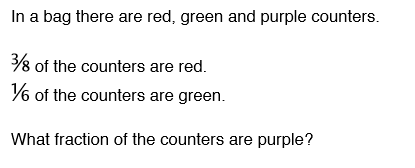 In a bag there are red, green and purple counters.
⅜ of the counters are red.
⅙ of the counters are green.
What fraction of the counters are purple?